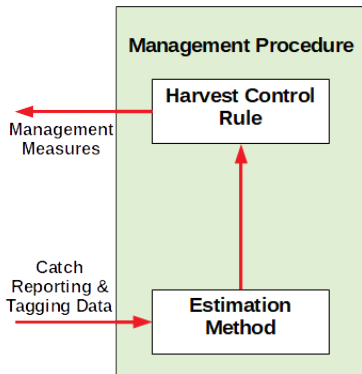 Management Procedure
Harvest Control
Rule
Management
Measures
Catch
Reporting &
Tagging Data
Estimation
Method